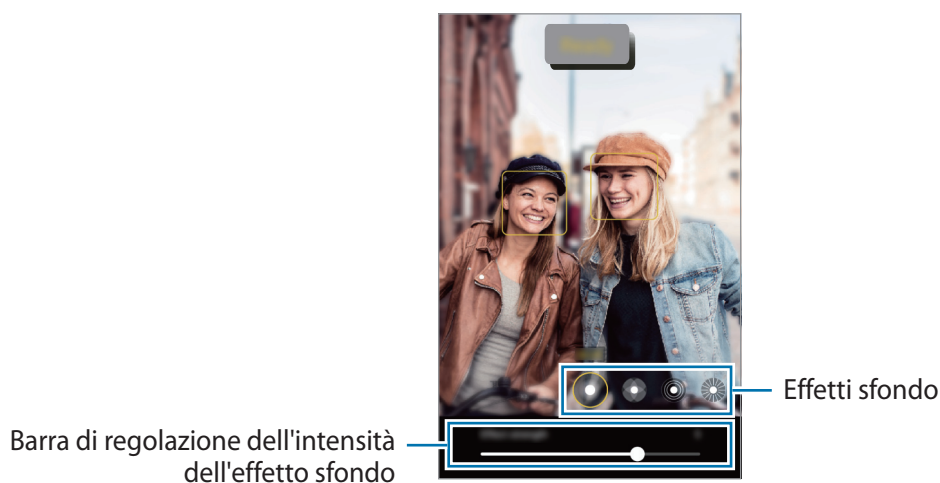 Effetti sfondo
Barra di regolazione dell'intensità
dell'effetto sfondo